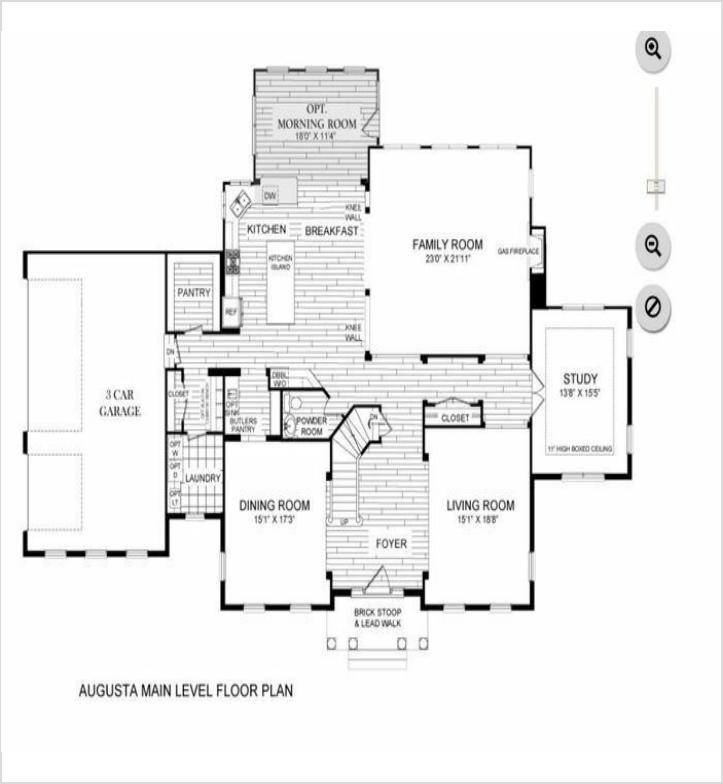 OPT.
MORNING ROOM
18'0" X 11'4"
DW
KNEE
WALL
KITCHEN
BREAKFAST
KITCHEN
ISLAND
FAMILY ROOM
23'0" X 21'11"
GAS FIREPLACE
PANTRY
REF
KNEE
WALL
DN
3 CAR
GARAGE
CLOSET
OPT.
SINK
BUTLERS
PANTRY
DBBL
W/O
POWDER
ROOM
DN
CLOSET
STUDY
13'8" X 15'5"
11' HIGH BOXED CEILING
OPT
W
OPT
D
OPT
LT
LAUNDRY
DINING ROOM
15'1" X 17'3"
UP
FOYER
LIVING ROOM
15'1" X 18'8"
BRICK STOOP
& LEAD WALK
AUGUSTA MAIN LEVEL FLOOR PLAN